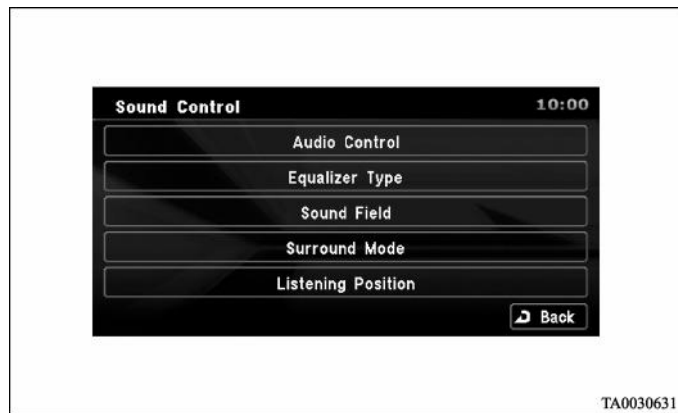 Sound Control 10:00
Audio Control
Equalizer Type
Sound Field
Surround Mode
Listening Position
Back
TA0030631